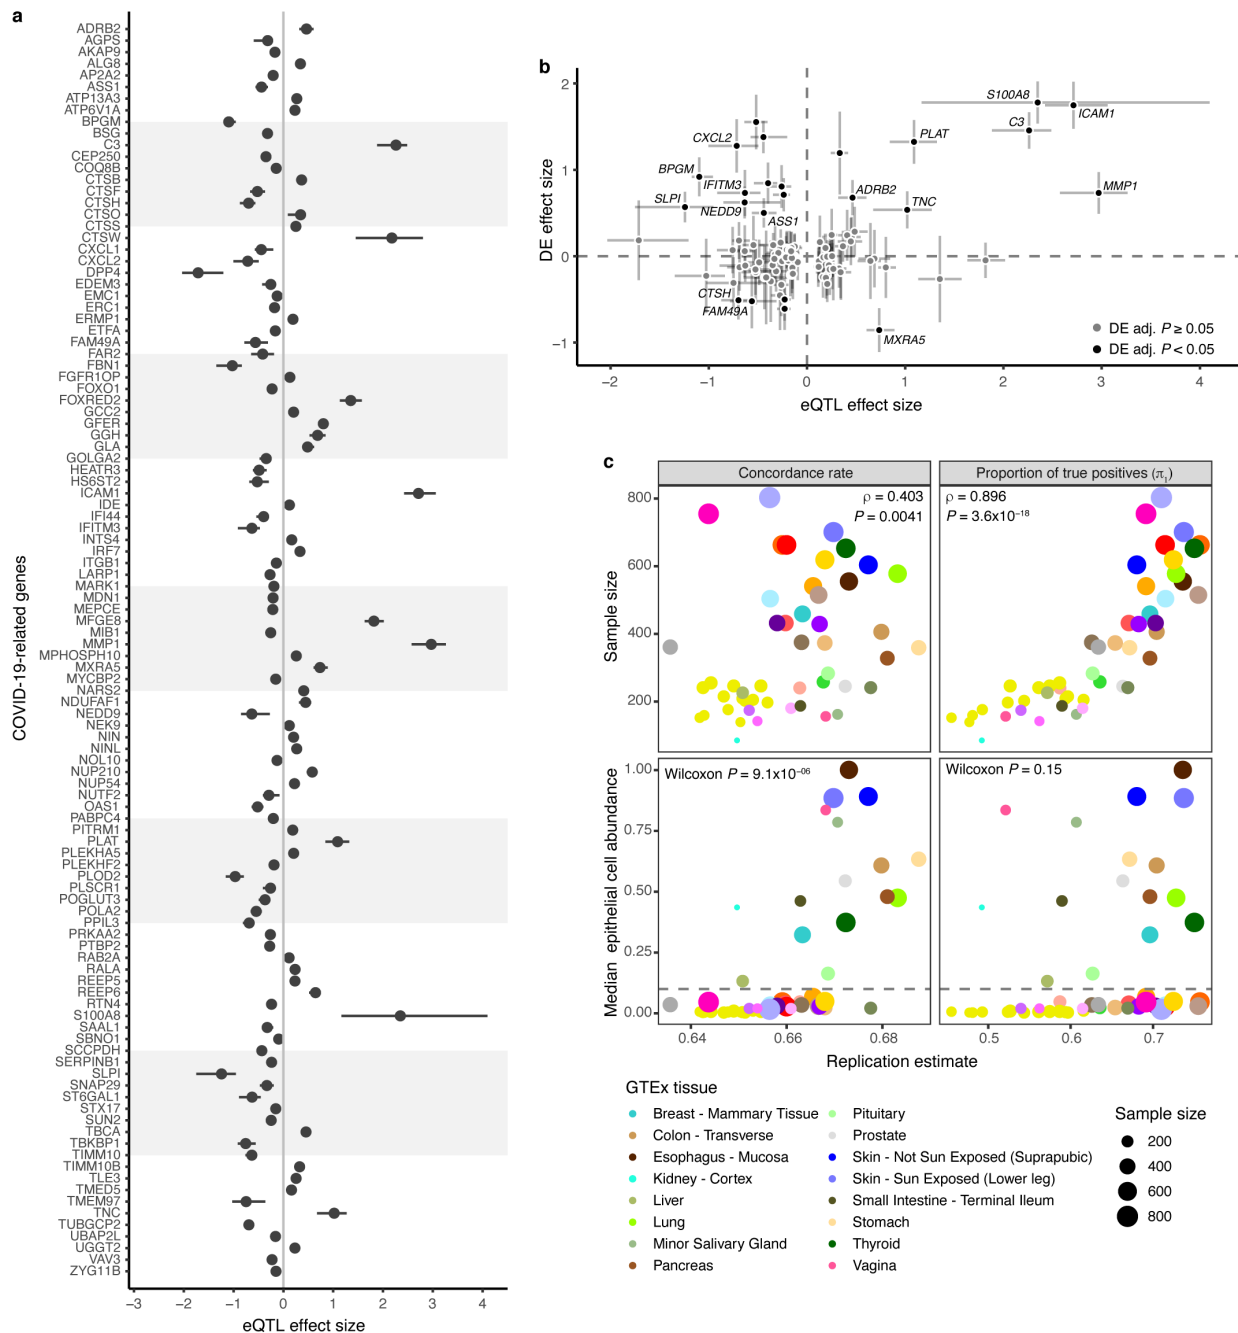 a
ADRB2
AGPS
AKAP9
ALG8
AP2A2
ASS1
ATP13A3
ATP6V1A
BPGM
BSG
C3
CEP250
COQ8B
CTSB
CTSF
CTSH
CTSO
CTSS
CTSW
CXCL1
CXCL2
DPP4
EDEM3
EMC1
ERC1
ERMP1
ETFA
FAM49A
FAR2
FBN1
FGFR1OP
FOXO1
FOXRED2
GCC2
GFER
GGH
GLA
GOLGA2
HEATR3
HS6ST2
ICAM1
IDE
IFI44
IFITM3
INTS4
IRF7
ITGB1
LARP1
MARK1
MDN1
MEPCE
MFGE8
MIB1
MMP1
MPHOSPH10
MXRA5
MYCBP2
NARS2
NDUFAF1
NEDD9
NEK9
NIN
NINL
NOL10
NUP210
NUP54
NUTF2
OAS1
PABPC4
PITRM1
PLAT
PLEKHA5
PLEKHF2
PLOD2
PLSCR1
POGLUT3
POLA2
PPIL3
PRKAA2
PTBP2
RAB2A
RALA
REEP5
REEP6
RTN4
S100A8
SAAL1
SBNO1
SCCPDH
SERPINB1
SLPI
SNAP29
ST6GAL1
STX17
SUN2
TBCA
TBKBP1
TIMM10
TIMM10B
TLE3
TMED5
TMEM97
TNC
TUBGCP2
UBAP2L
UGGT2
VAV3
ZYG11B
COVID-19-related genes
−3 −2 −1 0 1 2 3 4
eQTL effect size
b
2
1
0
−1
DE effect size
S100A8
ICAM1
C3
PLAT
CXCL2
BPGM
IFITM3
MMP1
ADRB2
SLPI
TNC
NEDD9
ASS1
CTSH
FAM49A
MXRA5
DE adj. P ≥ 0.05
DE adj. P < 0.05
−2 −1 0 1 2 3 4
eQTL effect size
c
Concordance rate
Proportion of true positives (π1)
ρ = 0.403
P = 0.0041
ρ = 0.896
P = 3.6x10−18
800
600
400
200
Sample size
Wilcoxon P = 9.1x10−06
Wilcoxon P = 0.15
1.00
0.75
0.50
0.25
0.00
Median epithelial cell abundance
0.64 0.66 0.68
0.5 0.6 0.7
Replication estimate
GTEx tissue
Breast - Mammary Tissue
Colon - Transverse
Esophagus - Mucosa
Kidney - Cortex
Liver
Lung
Minor Salivary Gland
Pancreas
Pituitary
Prostate
Skin - Not Sun Exposed (Suprapubic)
Skin - Sun Exposed (Lower leg)
Small Intestine - Terminal Ileum
Stomach
Thyroid
Vagina
Sample size
200
400
600
800